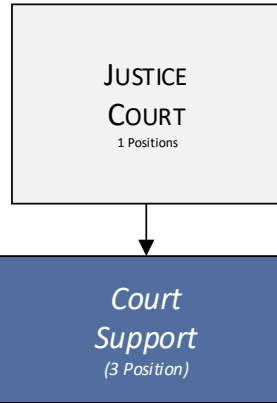 JUSTICE
COURT
1 Positions
Court
Support
(3 Position)